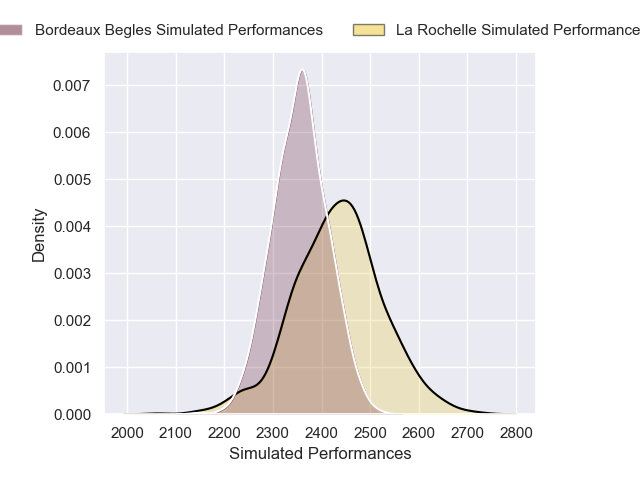 Bordeaux Begles Simulated Performances La Rochelle Simulated Performance
0.007
0.006
0.005
0.004
0.003
0.002
0.001
0.000
Density
2000 2100 2200 2300 2400 2500 2600 2700 2800
Simulated Performances